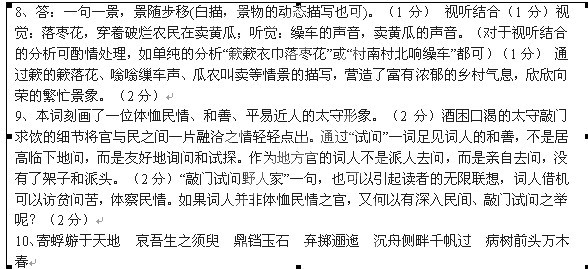 8、答：一句一景，景随步移(白描，景物的动态描写也可)。（1 分） 视听结合（1 分）视
觉：落枣花，穿着破烂农民在卖黄瓜，听觉：缲车的声音，卖黄瓜的声音。（对于视听结合
的分析可酌情处理，如单纯的分析“簌簌衣巾落枣花”或“村南村北响缲车”都可）（1 分） 通
过簌的簌落花、嗡嗡缫车声、瓜农叫卖等情景的描写，营造了富有浓郁的乡村气息，欣欣向
荣的繁忙景象。（2 分）
9、本词刻画了一位体恤民情、和善、平易近人的太守形象。（2 分）酒困口渴的太守敲门
求饮的细节将官与民之间一片融洽之情轻轻点出。通过“试问”一词足见词人的和善，不是居
高临下地问，而是友好地询问和试探。作为地方官的词人不是派人去问，而是亲自去问，没
有了架子和派头。（2 分）“敲门试问野人家”一句，也可以引起读者的无限联想，词人借机
可以访贫问苦，体察民情。如果词人并非体恤民情之官，又何以有深入民间、敲门试问之举
呢？（2 分）
10、寄蜉蝣于天地 哀吾生之须臾 鼎铛玉石 弃掷逦迤 沉舟侧畔千帆过 病树前头万木
春